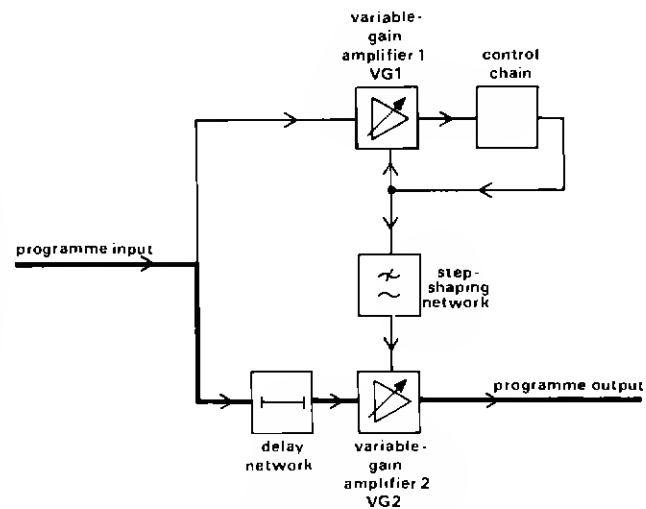 variable-
gain
amplifier 1
VG1
control
chain
programme input
step-
shaping
network
programme output
delay
network
variable-
gain
amplifier 2
VG2